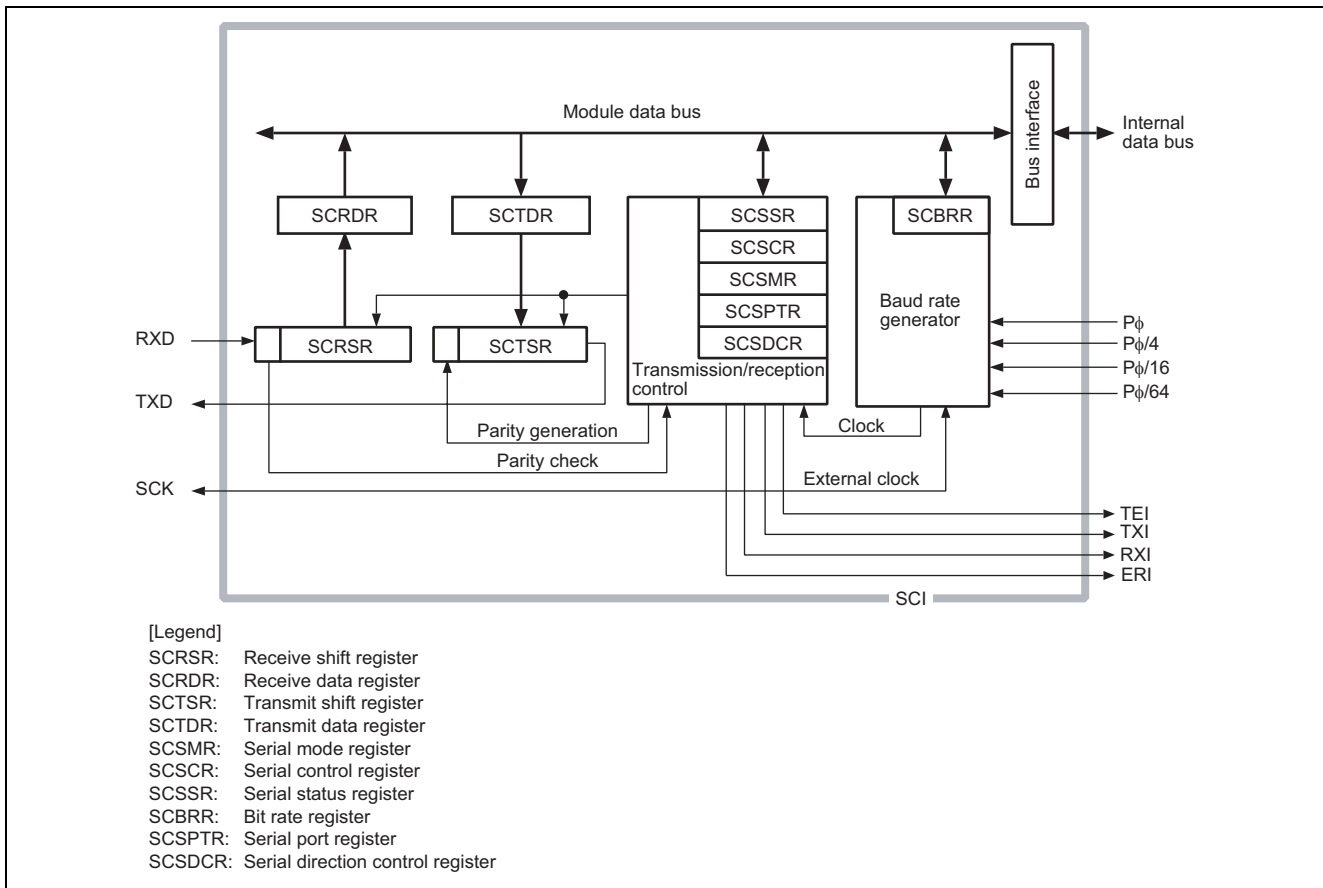 Module data bus
Bus interface
Internal
data bus
SCRDR
SCTDR
SCSSR
SCSCR
SCSMR
SCSPTR
SCSDCR
Transmission/reception
control
SCBRR
Baud rate
generator
RXD
SCRSR
SCTSR
TXD
Pϕ
Pϕ/4
Pϕ/16
Pϕ/64
Parity generation
Clock
Parity check
SCK
External clock
TEI
TXI
RXI
ERI
SCI
[Legend]
SCRSR: Receive shift register
SCRDR: Receive data register
SCTSR: Transmit shift register
SCTDR: Transmit data register
SCSMR: Serial mode register
SCSCR: Serial control register
SCSSR: Serial status register
SCBRR: Bit rate register
SCSPTR: Serial port register
SCSDCR: Serial direction control register